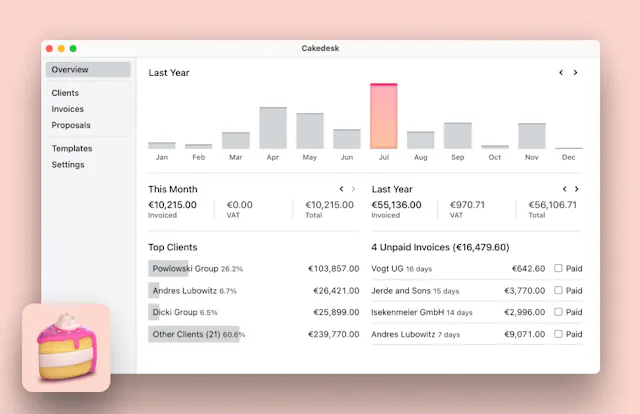 Cakedesk
Overview
Clients
Invoices
Proposals
Templates
Settings
Last Year
Jan Feb Mar Apr May Jun Jul Aug Sep Oct Nov Dec
This Month
€10,215.00 €0.00 €10,215.00
Invoiced VAT Total
Last Year
€55,136.00 €970.71 €56,106.71
Invoiced VAT Total
Top Clients
Powlowski Group 26.2% €103,857.00
Andres Lubowitz 6.7% €26,421.00
Dicki Group 6.5% €25,899.00
Other Clients (21) 60.6% €239,770.00
4 Unpaid Invoices (€16,479.60)
Vogt UG 16 days €642.60 Paid
Jerde and Sons 15 days €3,770.00 Paid
Isekenmeier GmbH 14 days €2,996.00 Paid
Andres Lubowitz 7 days €9,071.00 Paid